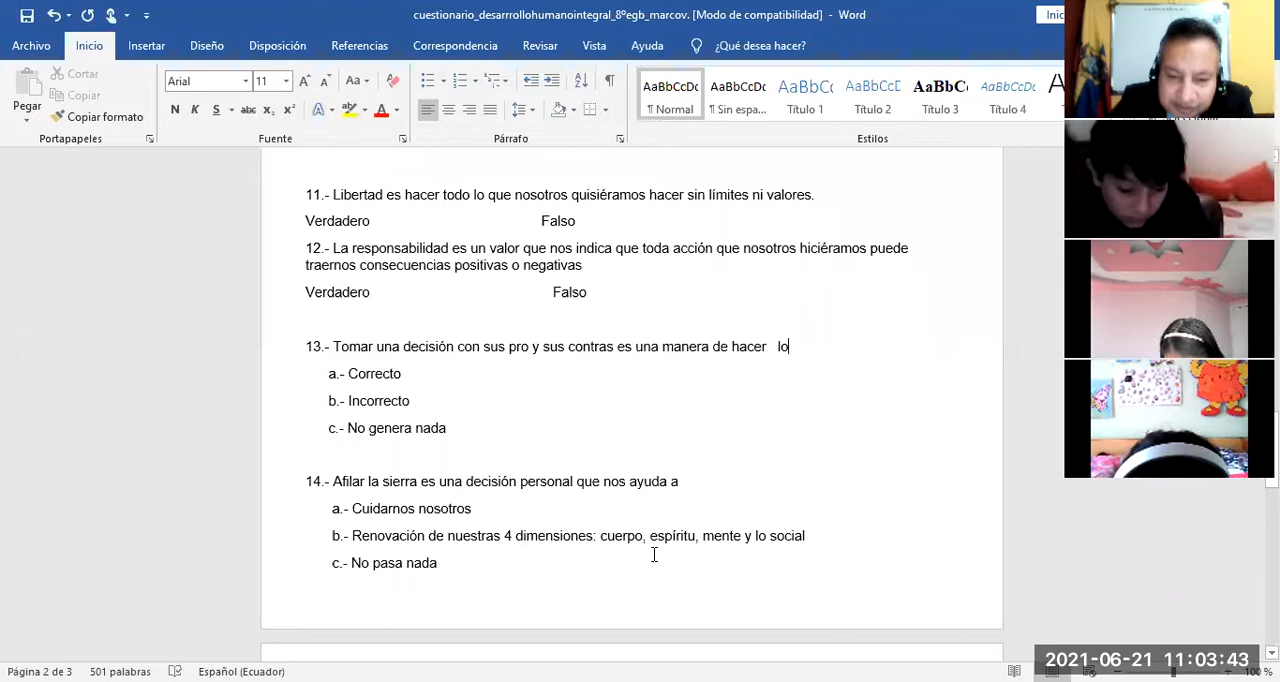 cuestionario_desarrrollohumanointegral_8ºegb_marcov. [Modo de compatibilidad] - Word
Inic
Archivo Inicio Insertar Diseño Disposición Referencias Correspondencia Revisar Vista Ayuda ¿Qué desea hacer?
Pegar
Cortar
Copiar
Copiar formato
Portapapeles
Arial 11
Fuente
Párrafo
AaBbCcDc AaBbCcDc AaBbCcD AaBbCcD AaBbCc AaBbCcDc
¶ Normal ¶ Sin espa... Título 1 Título 2 Título 3 Título 4
Estilos
11.- Libertad es hacer todo lo que nosotros quisiéramos hacer sin límites ni valores.
Verdadero Falso
12.- La responsabilidad es un valor que nos indica que toda acción que nosotros hiciéramos puede
traernos consecuencias positivas o negativas
Verdadero Falso
13.- Tomar una decisión con sus pro y sus contras es una manera de hacer lo
a.- Correcto
b.- Incorrecto
c.- No genera nada
14.- Afilar la sierra es una decisión personal que nos ayuda a
a.- Cuidarnos nosotros
b.- Renovación de nuestras 4 dimensiones: cuerpo, espíritu, mente y lo social
c.- No pasa nada
Página 2 de 3 501 palabras Español (Ecuador) 100 %
2021-06-21 11:03:43